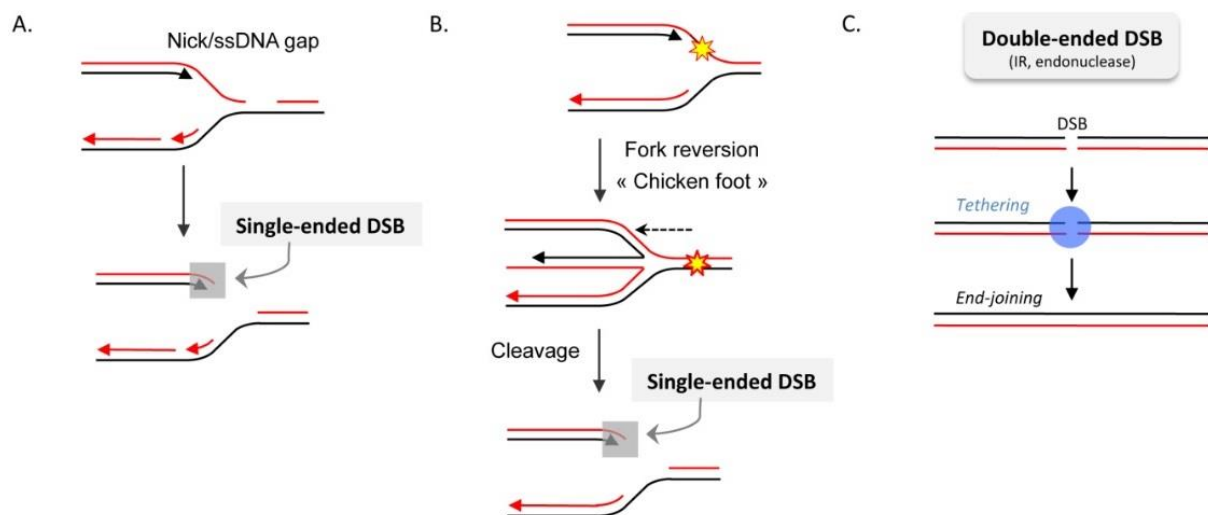 A.
Nick/ssDNA gap
Single-ended DSB
B.
Fork reversion
« Chicken foot »
Cleavage
Single-ended DSB
C.
Double-ended DSB
(IR, endonuclease)
DSB
Tethering
End-joining